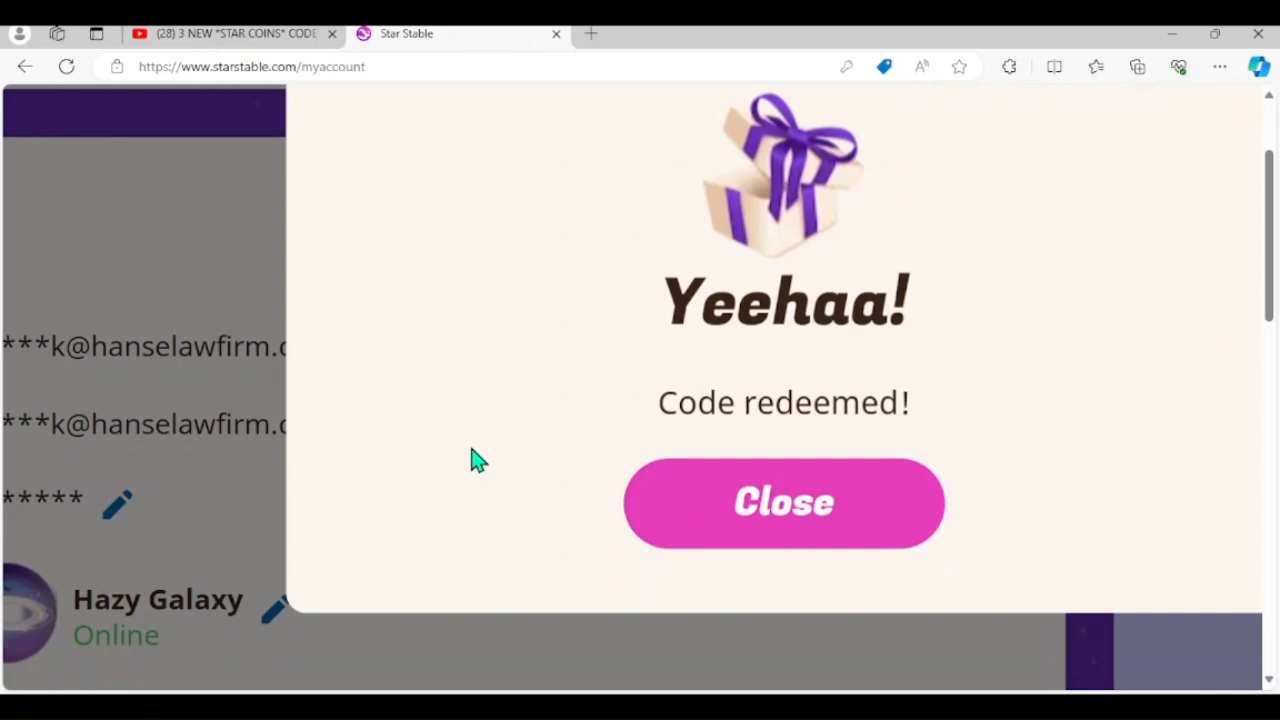 (28) 3 NEW *STAR COINS* CODE
Star Stable
https://www.starstable.com/myaccount
Yeehaa!
***k@hanselawfirm.c
Code redeemed!
***k@hanselawfirm.c
*****
Close
Hazy Galaxy
Online